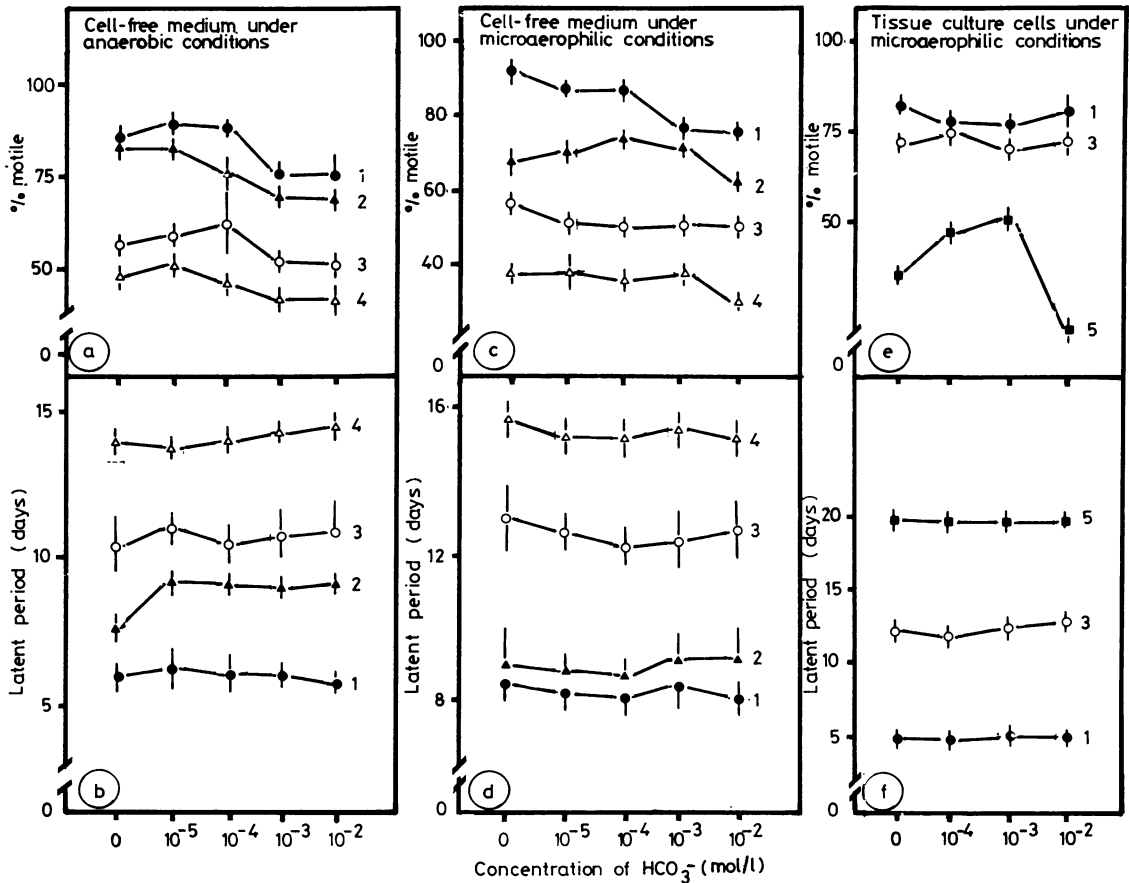 Cell-free medium under
anaerobic conditions
100
75
50
0
% motile
1
2
3
4
a
Cell-free medium under
microaerophilic conditions
100
80
60
40
0
% motile
1
2
3
4
c
Tissue culture cells under
microaerophilic conditions
100
75
50
0
% motile
1
3
5
e
15
10
5
0
Latent period (days)
4
3
2
1
b
0 10-5 10-4 10-3 10-2
16
12
8
0
Latent period (days)
4
3
2
1
d
0 10-5 10-4 10-3 10-2
20
15
10
5
0
Latent period (days)
5
3
1
f
0 10-4 10-3 10-2
Concentration of HCO3- (mol/l)